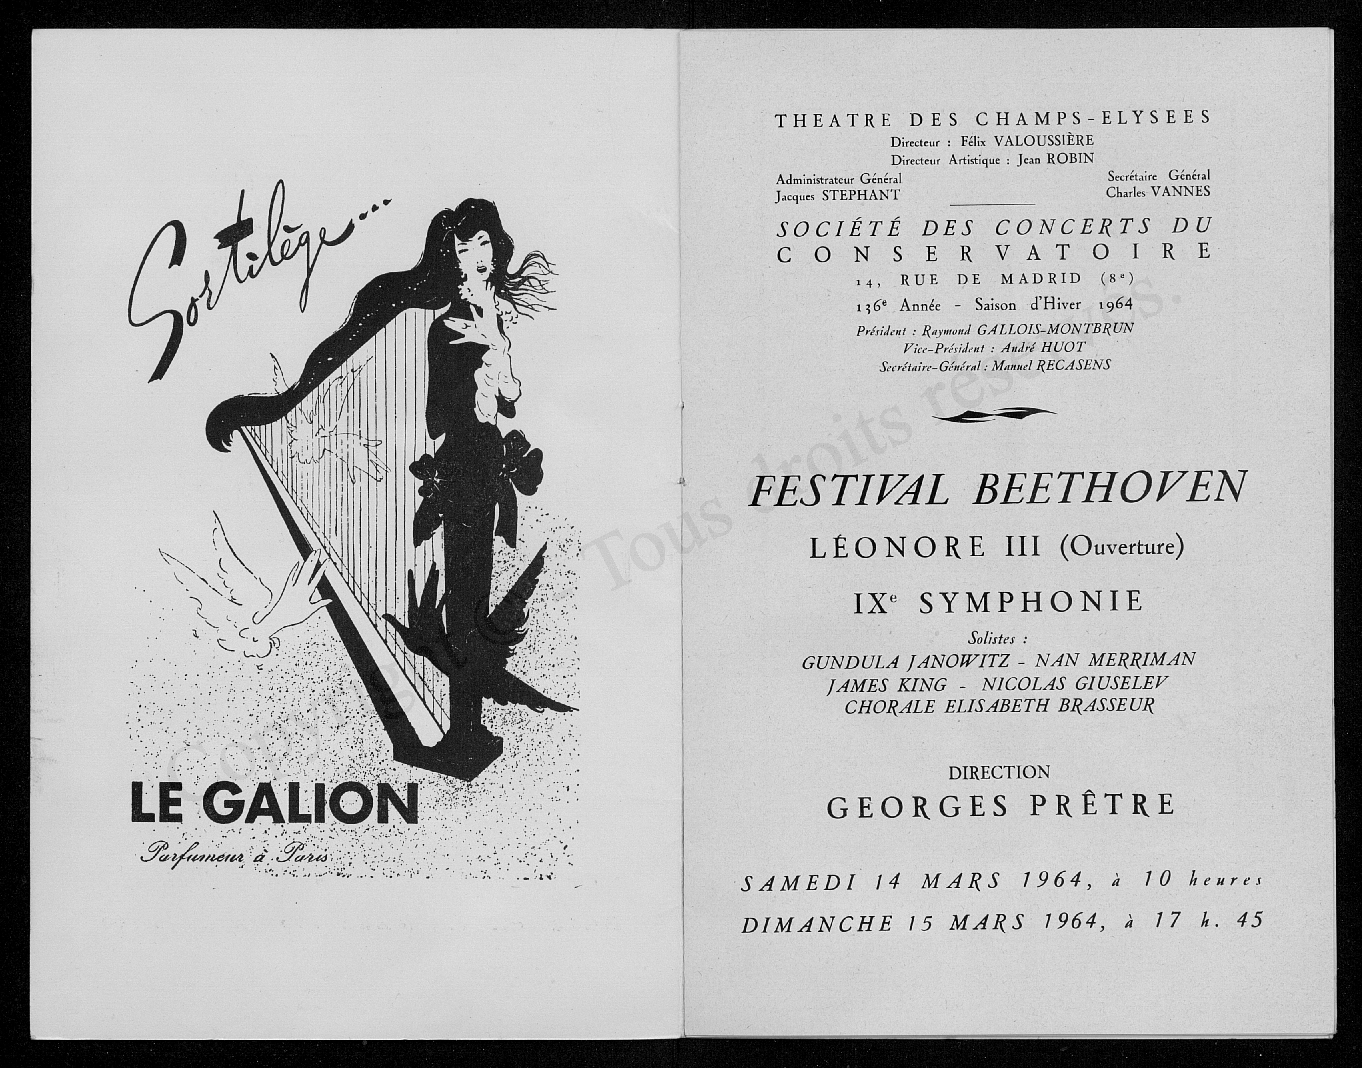 Sortilège...
LE GALION
Parfumeur à Paris
THEATRE DES CHAMPS-ELYSEES
Directeur : Félix VALOUSSIÈRE
Directeur Artistique : Jean ROBIN
Administrateur Général
Jacques STEPHANT
Secrétaire Général
Charles VANNES
SOCIÉTÉ DES CONCERTS DU
CONSERVATOIRE
14, RUE DE MADRID (8e)
136e Année - Saison d'Hiver 1964
Président : Raymond GALLOIS-MONTBRUN
Vice-Président : André HUOT
Secrétaire-Général : Manuel RECASENS
FESTIVAL BEETHOVEN
LÉONORE III (Ouverture)
IXe SYMPHONIE
Solistes :
GUNDULA JANOWITZ - NAN MERRIMAN
JAMES KING - NICOLAS GIUSELEV
CHORALE ELISABETH BRASSEUR
DIRECTION
GEORGES PRÊTRE
SAMEDI 14 MARS 1964, à 10 heures
DIMANCHE 15 MARS 1964, à 17 h. 45
Copyright © Tous droits reservés.